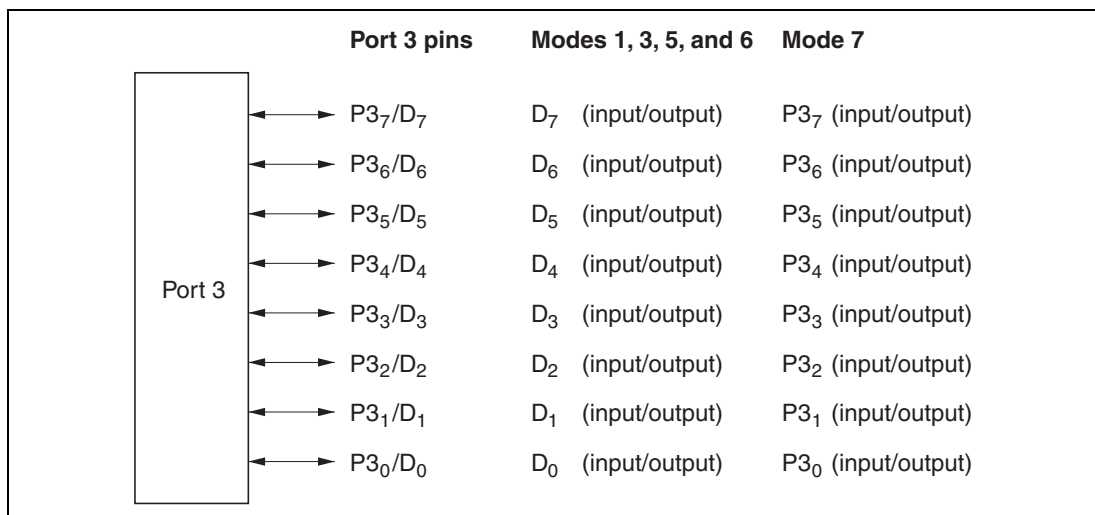 Port 3 pins Modes 1, 3, 5, and 6 Mode 7
P3₇/D₇ D₇ (input/output) P3₇ (input/output)
P3₆/D₆ D₆ (input/output) P3₆ (input/output)
P3₅/D₅ D₅ (input/output) P3₅ (input/output)
P3₄/D₄ D₄ (input/output) P3₄ (input/output)
Port 3
P3₃/D₃ D₃ (input/output) P3₃ (input/output)
P3₂/D₂ D₂ (input/output) P3₂ (input/output)
P3₁/D₁ D₁ (input/output) P3₁ (input/output)
P3₀/D₀ D₀ (input/output) P3₀ (input/output)